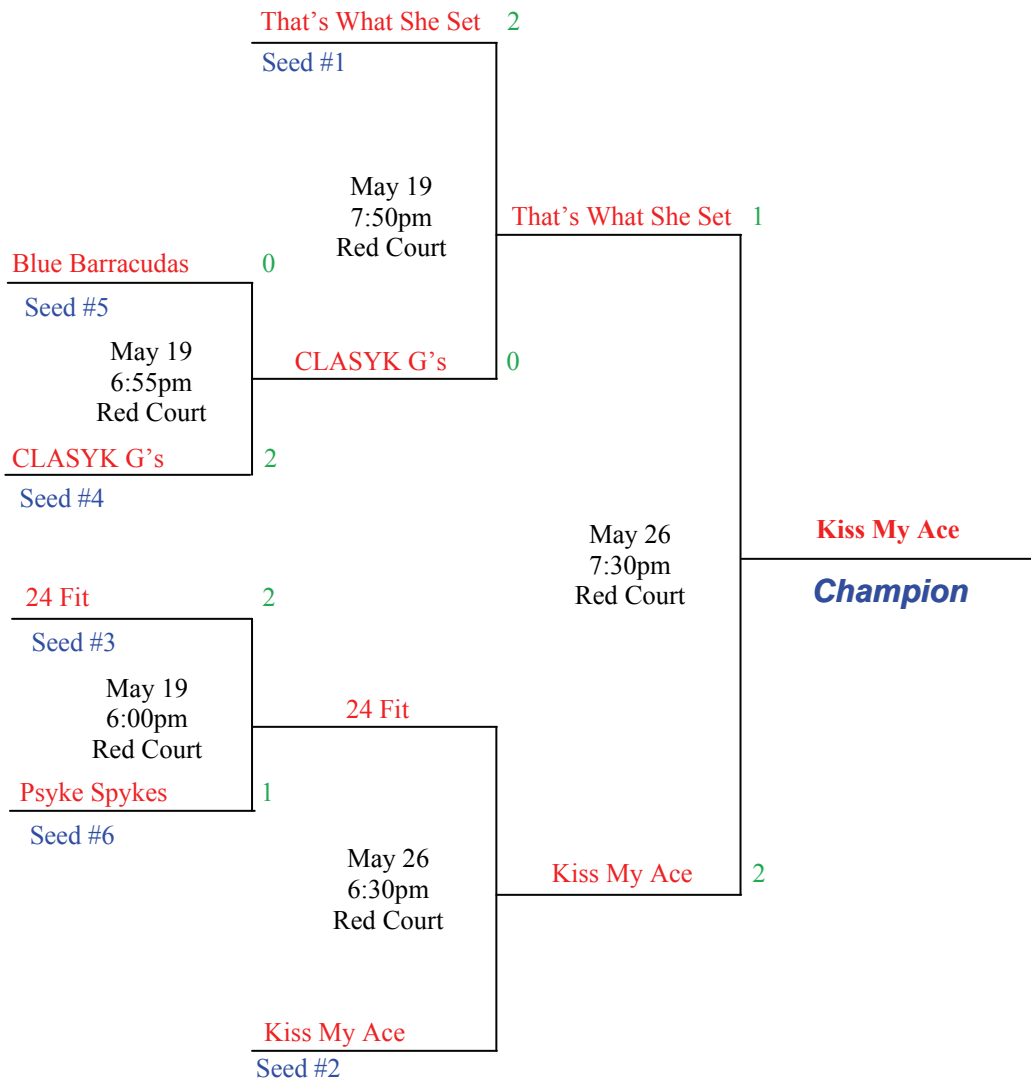 That's What She Set 2
Seed #1
May 19
7:50pm
Red Court
That's What She Set 1
Blue Barracudas 0
Seed #5
May 19
6:55pm
Red Court
CLASYK G's 0
CLASYK G's 2
Seed #4
May 26
7:30pm
Red Court
Kiss My Ace
Champion
24 Fit 2
Seed #3
May 19
6:00pm
Red Court
24 Fit
Psyke Spykes 1
Seed #6
May 26
6:30pm
Red Court
Kiss My Ace 2
Kiss My Ace
Seed #2